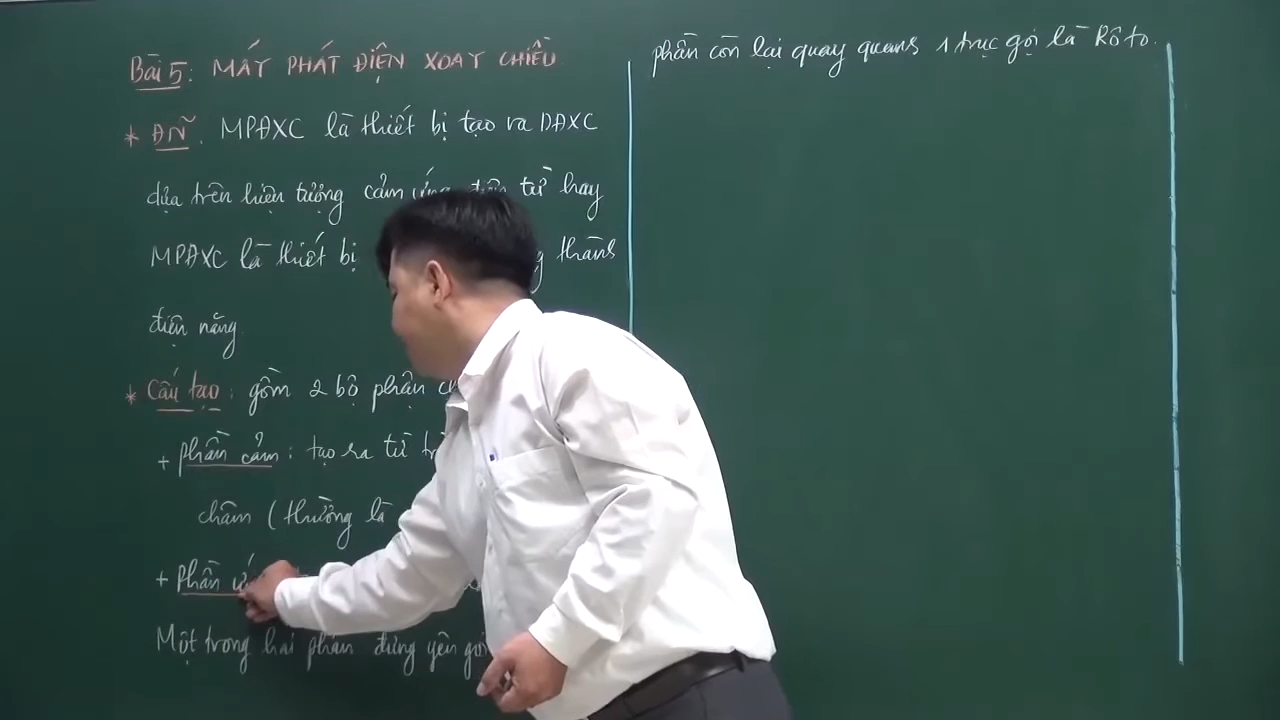 Bài 5: MÁY PHÁT ĐIỆN XOAY CHIỀU
* ĐN: MPĐXC là thiết bị tạo ra DĐXC
dựa trên hiện tượng cảm ứng điện từ hay
MPĐXC là thiết bị thành
điện năng
* Cấu tạo: gồm 2 bộ phận
+ phần cảm: tạo ra từ
châm (thường là
+ Phần
Một trong hai phần đứng yên gọi
phần còn lại quay quanh 1 trục gọi là Rôto.